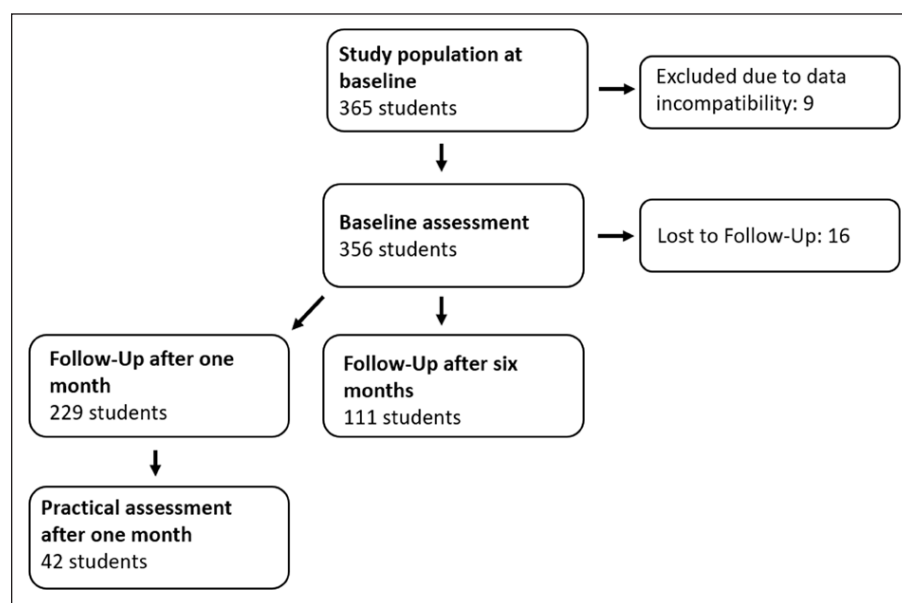 Study population at
baseline
365 students
Excluded due to data
incompatibility: 9
Baseline assessment
356 students
Lost to Follow-Up: 16
Follow-Up after one
month
229 students
Follow-Up after six
months
111 students
Practical assessment
after one month
42 students